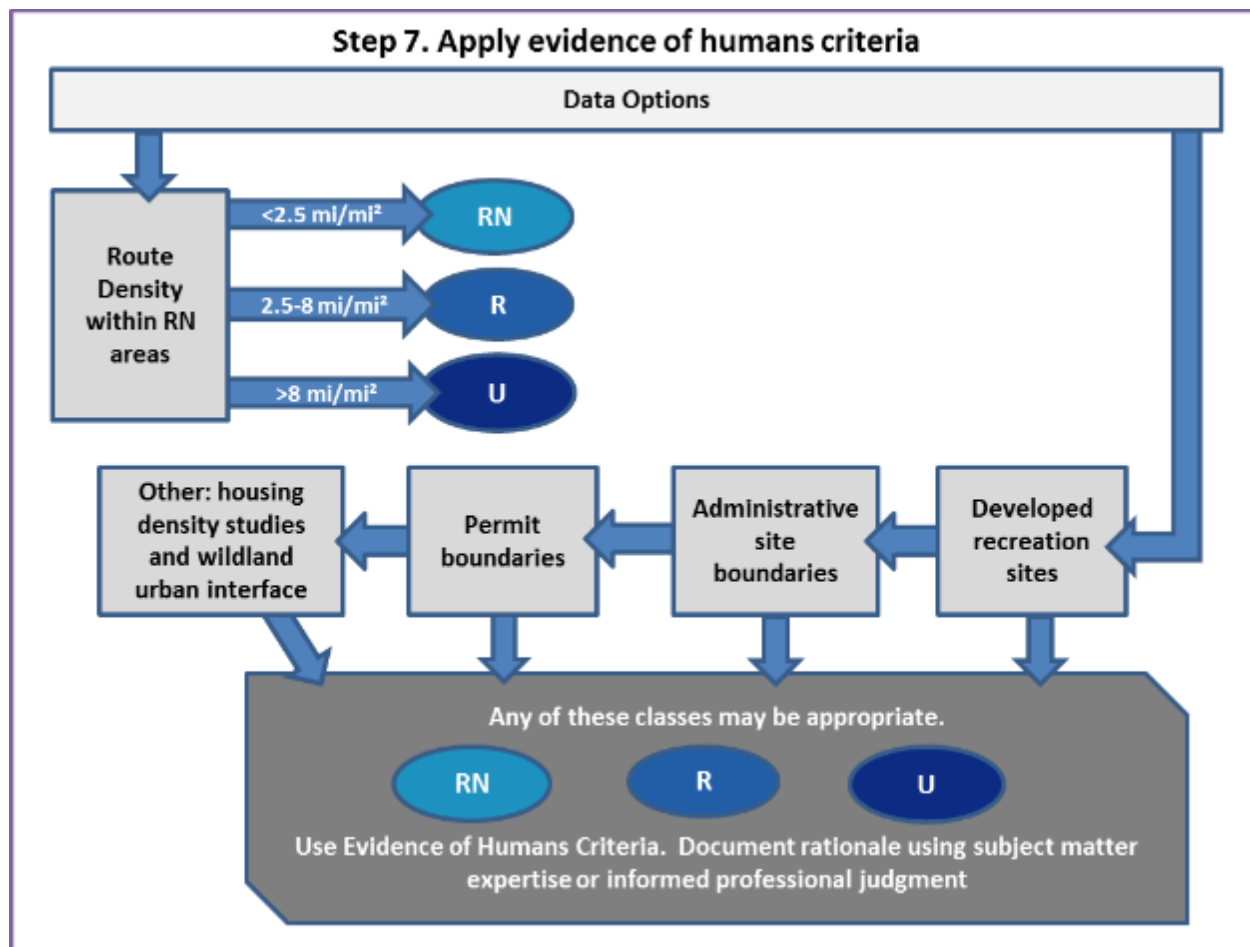 Step 7. Apply evidence of humans criteria
Data Options
Route
Density
within RN
areas
<2.5 mi/mi²
RN
2.5-8 mi/mi²
R
>8 mi/mi²
U
Other: housing
density studies
and wildland
urban interface
Permit
boundaries
Administrative
site
boundaries
Developed
recreation
sites
Any of these classes may be appropriate.
RN
R
U
Use Evidence of Humans Criteria.  Document rationale using subject matter
expertise or informed professional judgment